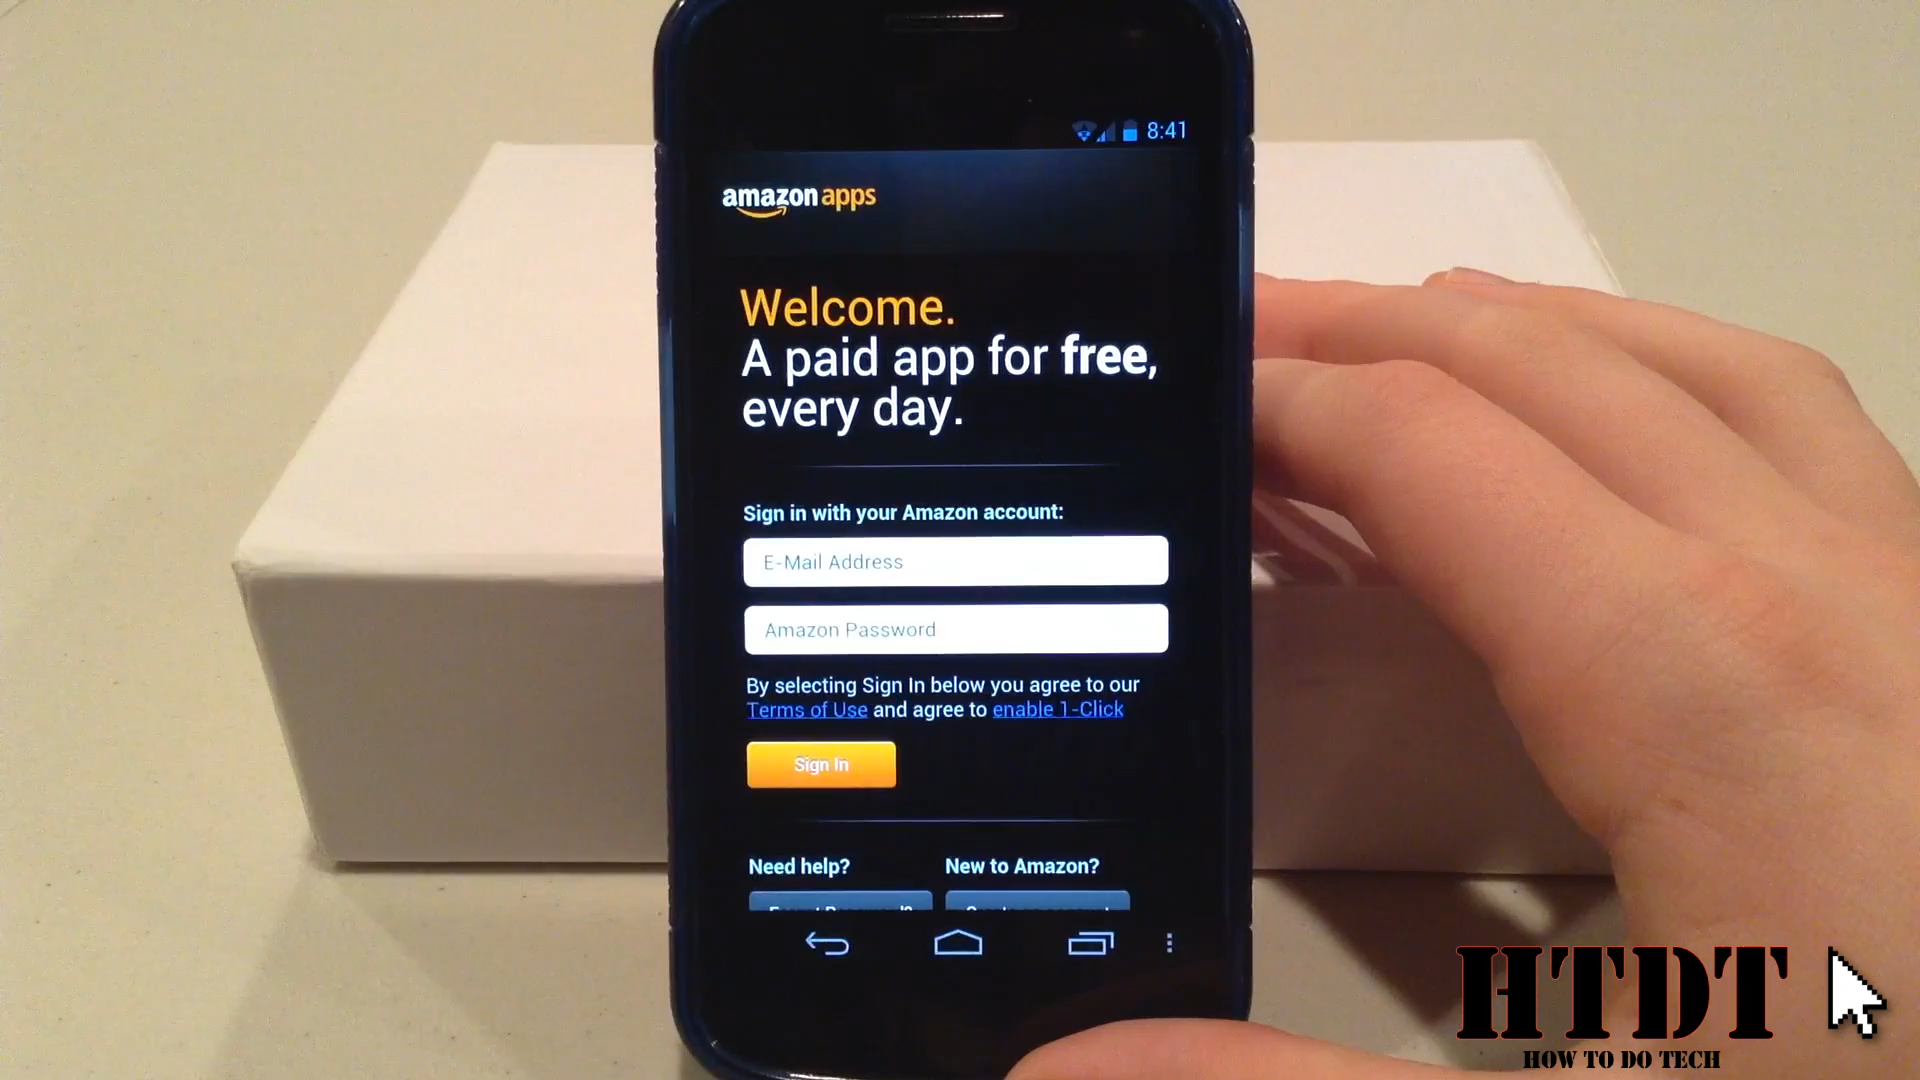 8:41
amazon apps
Welcome.
A paid app for free,
every day.
Sign in with your Amazon account:
E-Mail Address
Amazon Password
By selecting Sign In below you agree to our
Terms of Use and agree to enable 1-Click
Sign In
Need help? New to Amazon?
HTDT
HOW TO DO TECH